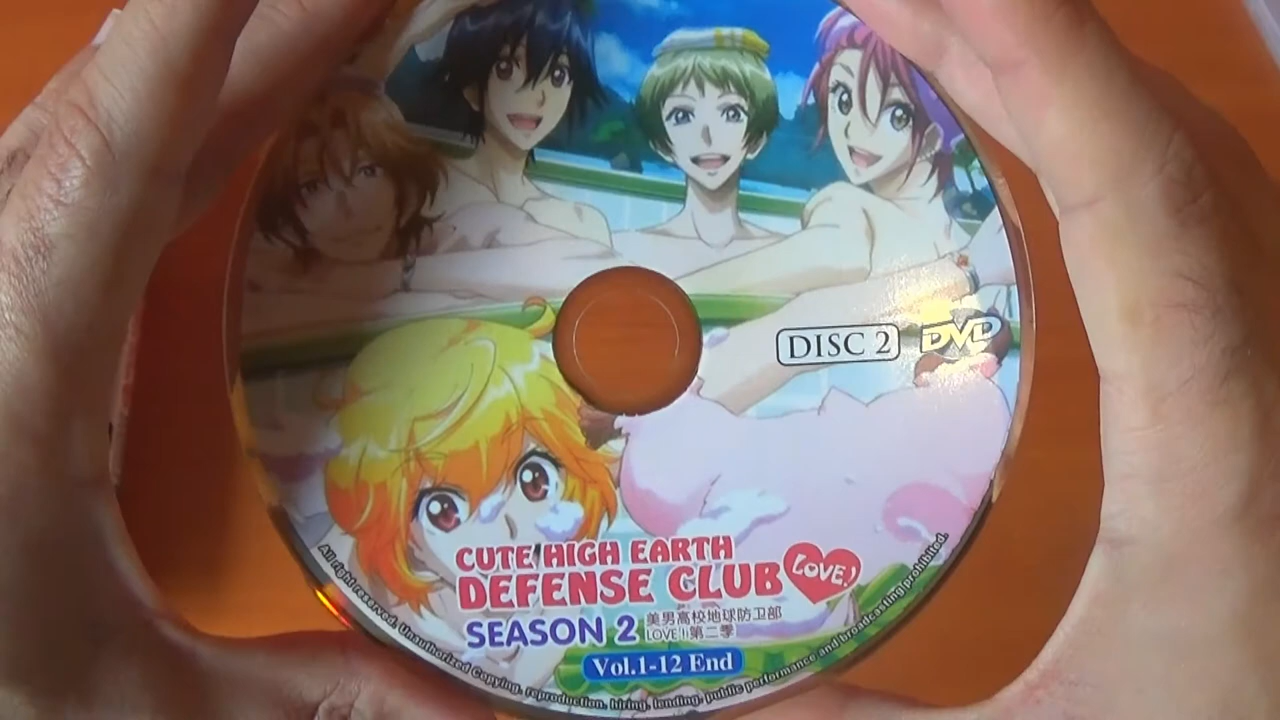 DISC 2
DVD
CUTE HIGH EARTH
DEFENSE CLUB LOVE!
SEASON 2
美男高校地球防卫部
LOVE!第二季
Vol.1-12 End
All right reserved. Unauthorized Copying, reproduction, hiring, lending, public performance and broadcasting prohibited.